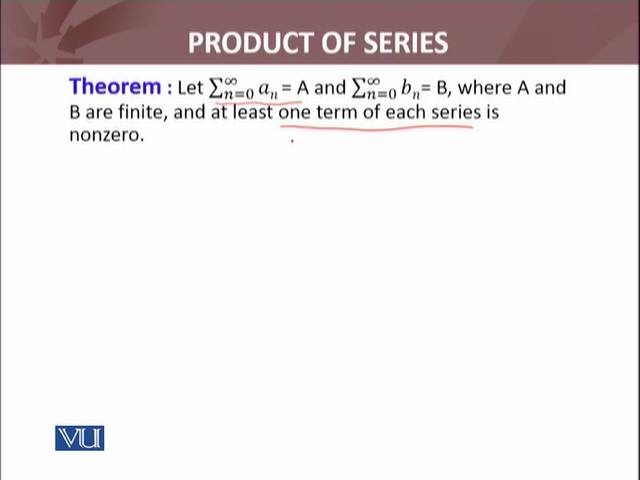 PRODUCT OF SERIES
Theorem : Let ∑_{n=0}^{∞} a_n = A and ∑_{n=0}^{∞} b_n = B, where A and
B are finite, and at least one term of each series is
nonzero.
VU